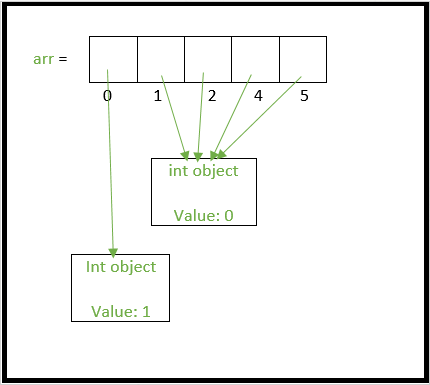 arr =
0 1 2 4 5
int object
Value: 0
Int object
Value: 1